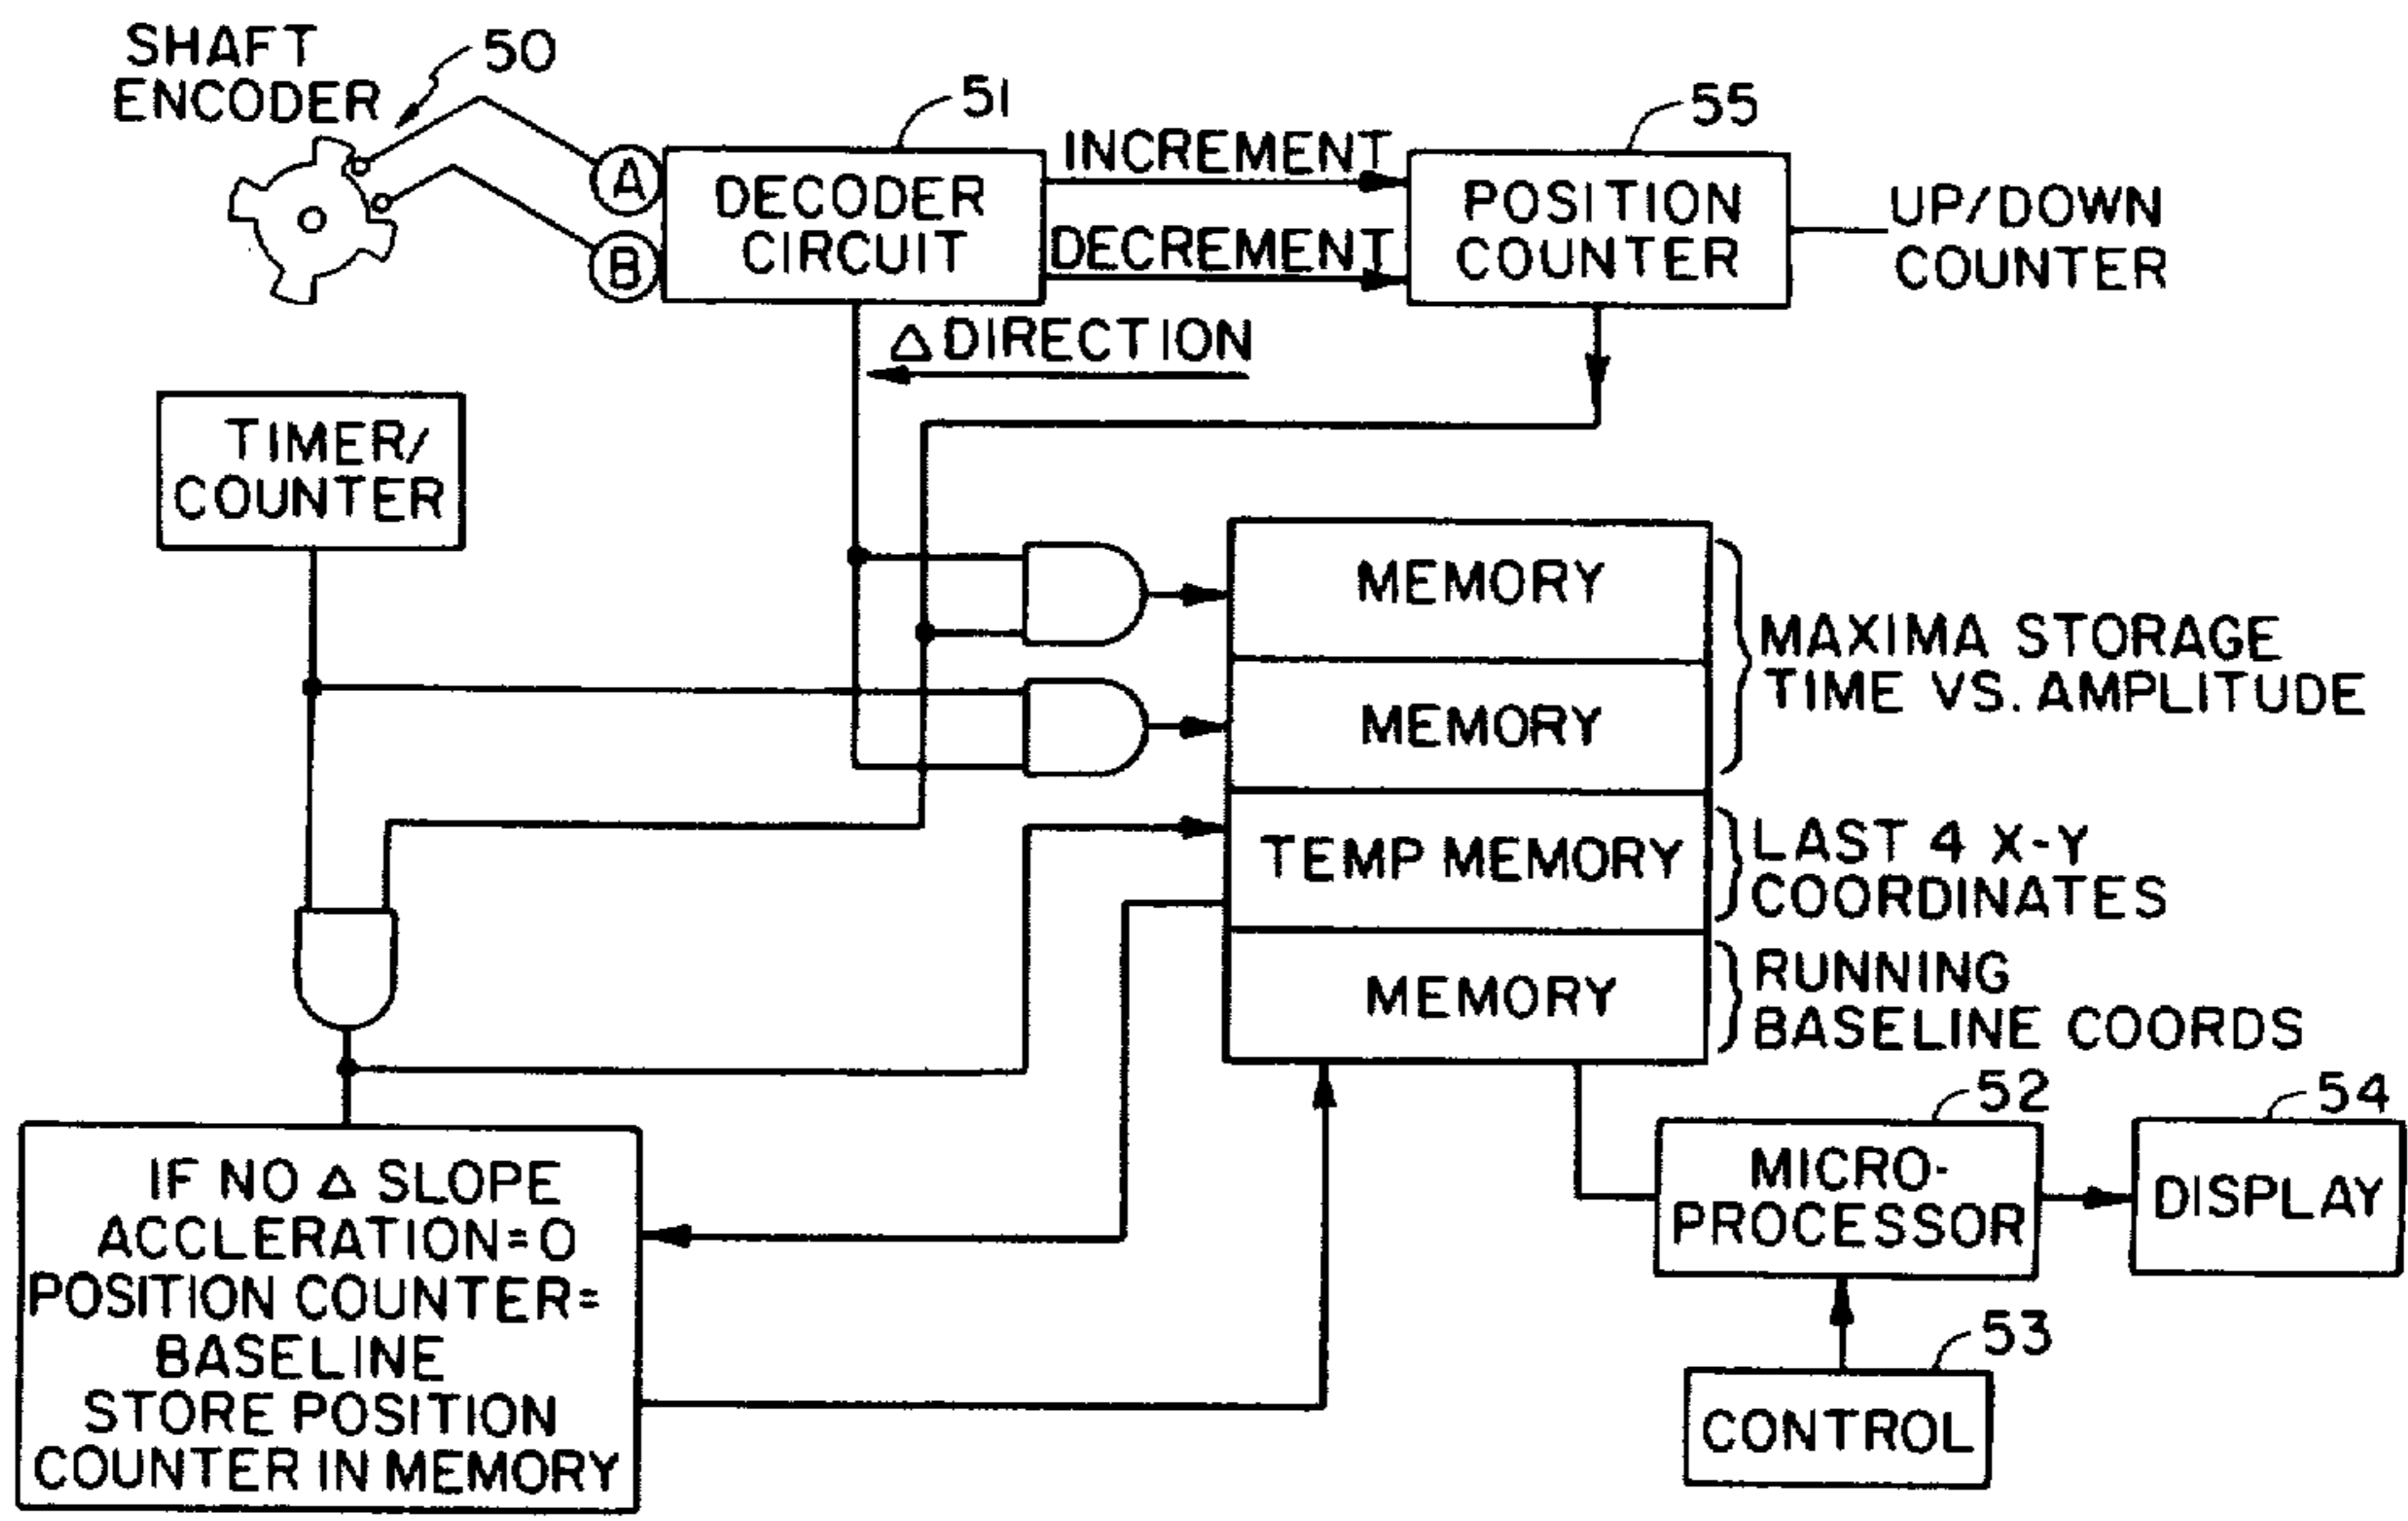 SHAFT
ENCODER
50
A
B
51
DECODER
CIRCUIT
INCREMENT
DECREMENT
55
POSITION
COUNTER
UP/DOWN
COUNTER
Δ DIRECTION
TIMER/
COUNTER
MEMORY
MEMORY
MAXIMA STORAGE
TIME VS. AMPLITUDE
TEMP MEMORY
LAST 4 X-Y
COORDINATES
MEMORY
RUNNING
BASELINE COORDS
IF NO Δ SLOPE
ACCLERATION=0
POSITION COUNTER=
BASELINE
STORE POSITION
COUNTER IN MEMORY
52
MICRO-
PROCESSOR
54
DISPLAY
53
CONTROL